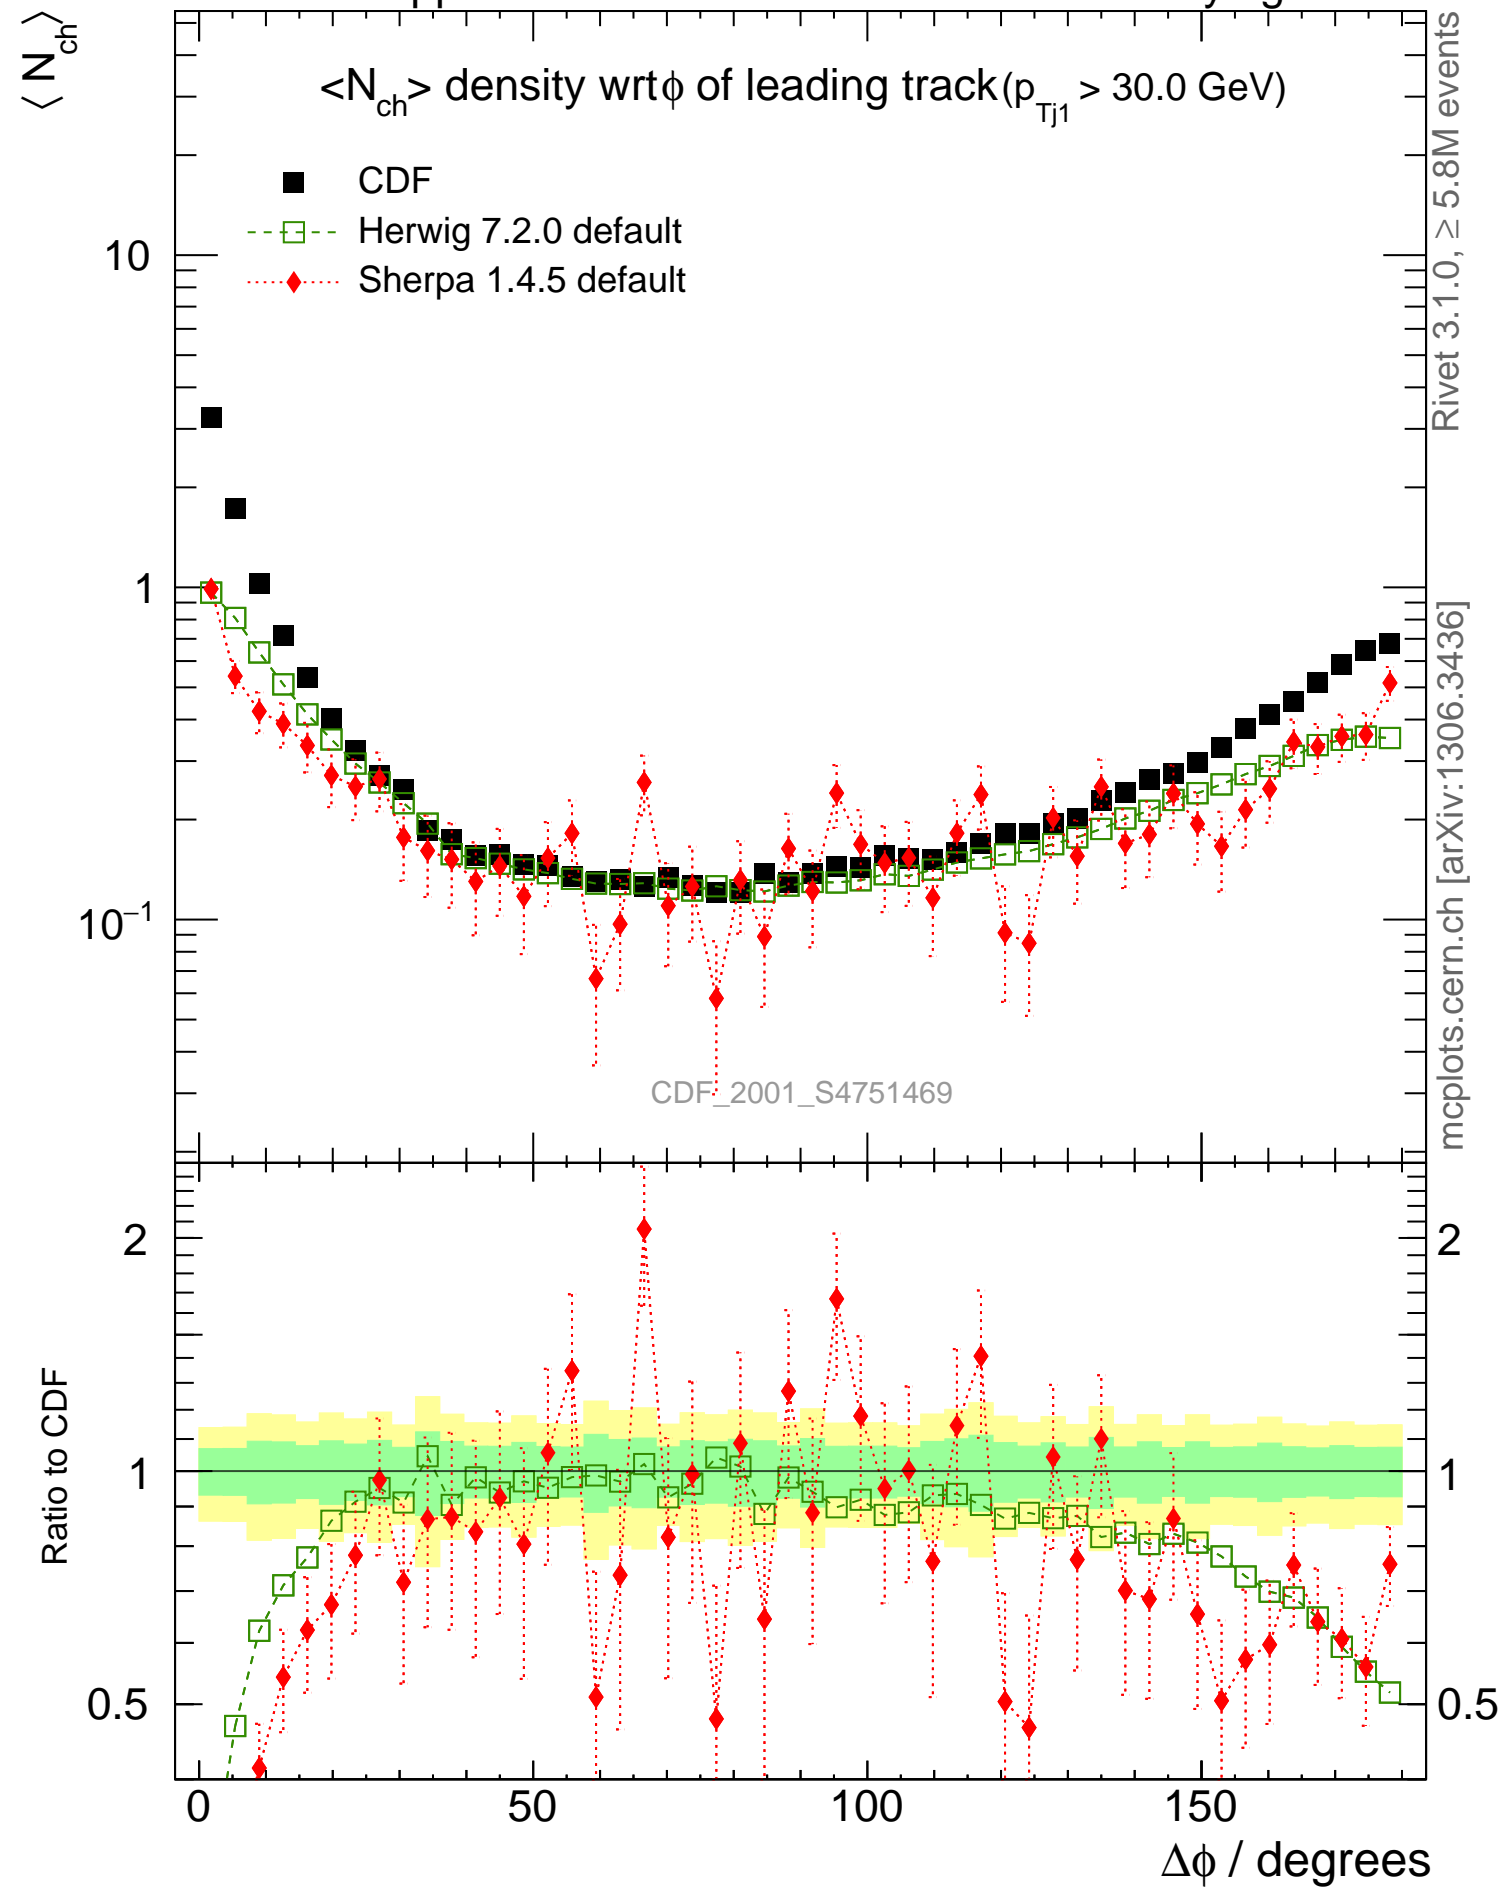 ⟨ N_ch ⟩
<N_ch> density wrt φ of leading track (p_Tj1 > 30.0 GeV)
CDF
Herwig 7.2.0 default
Sherpa 1.4.5 default
10
1
10⁻¹
CDF_2001_S4751469
Rivet 3.1.0, ≥ 5.8M events
mcplots.cern.ch [arXiv:1306.3436]
Ratio to CDF
2
1
0.5
2
1
0.5
0 50 100 150
Δφ / degrees